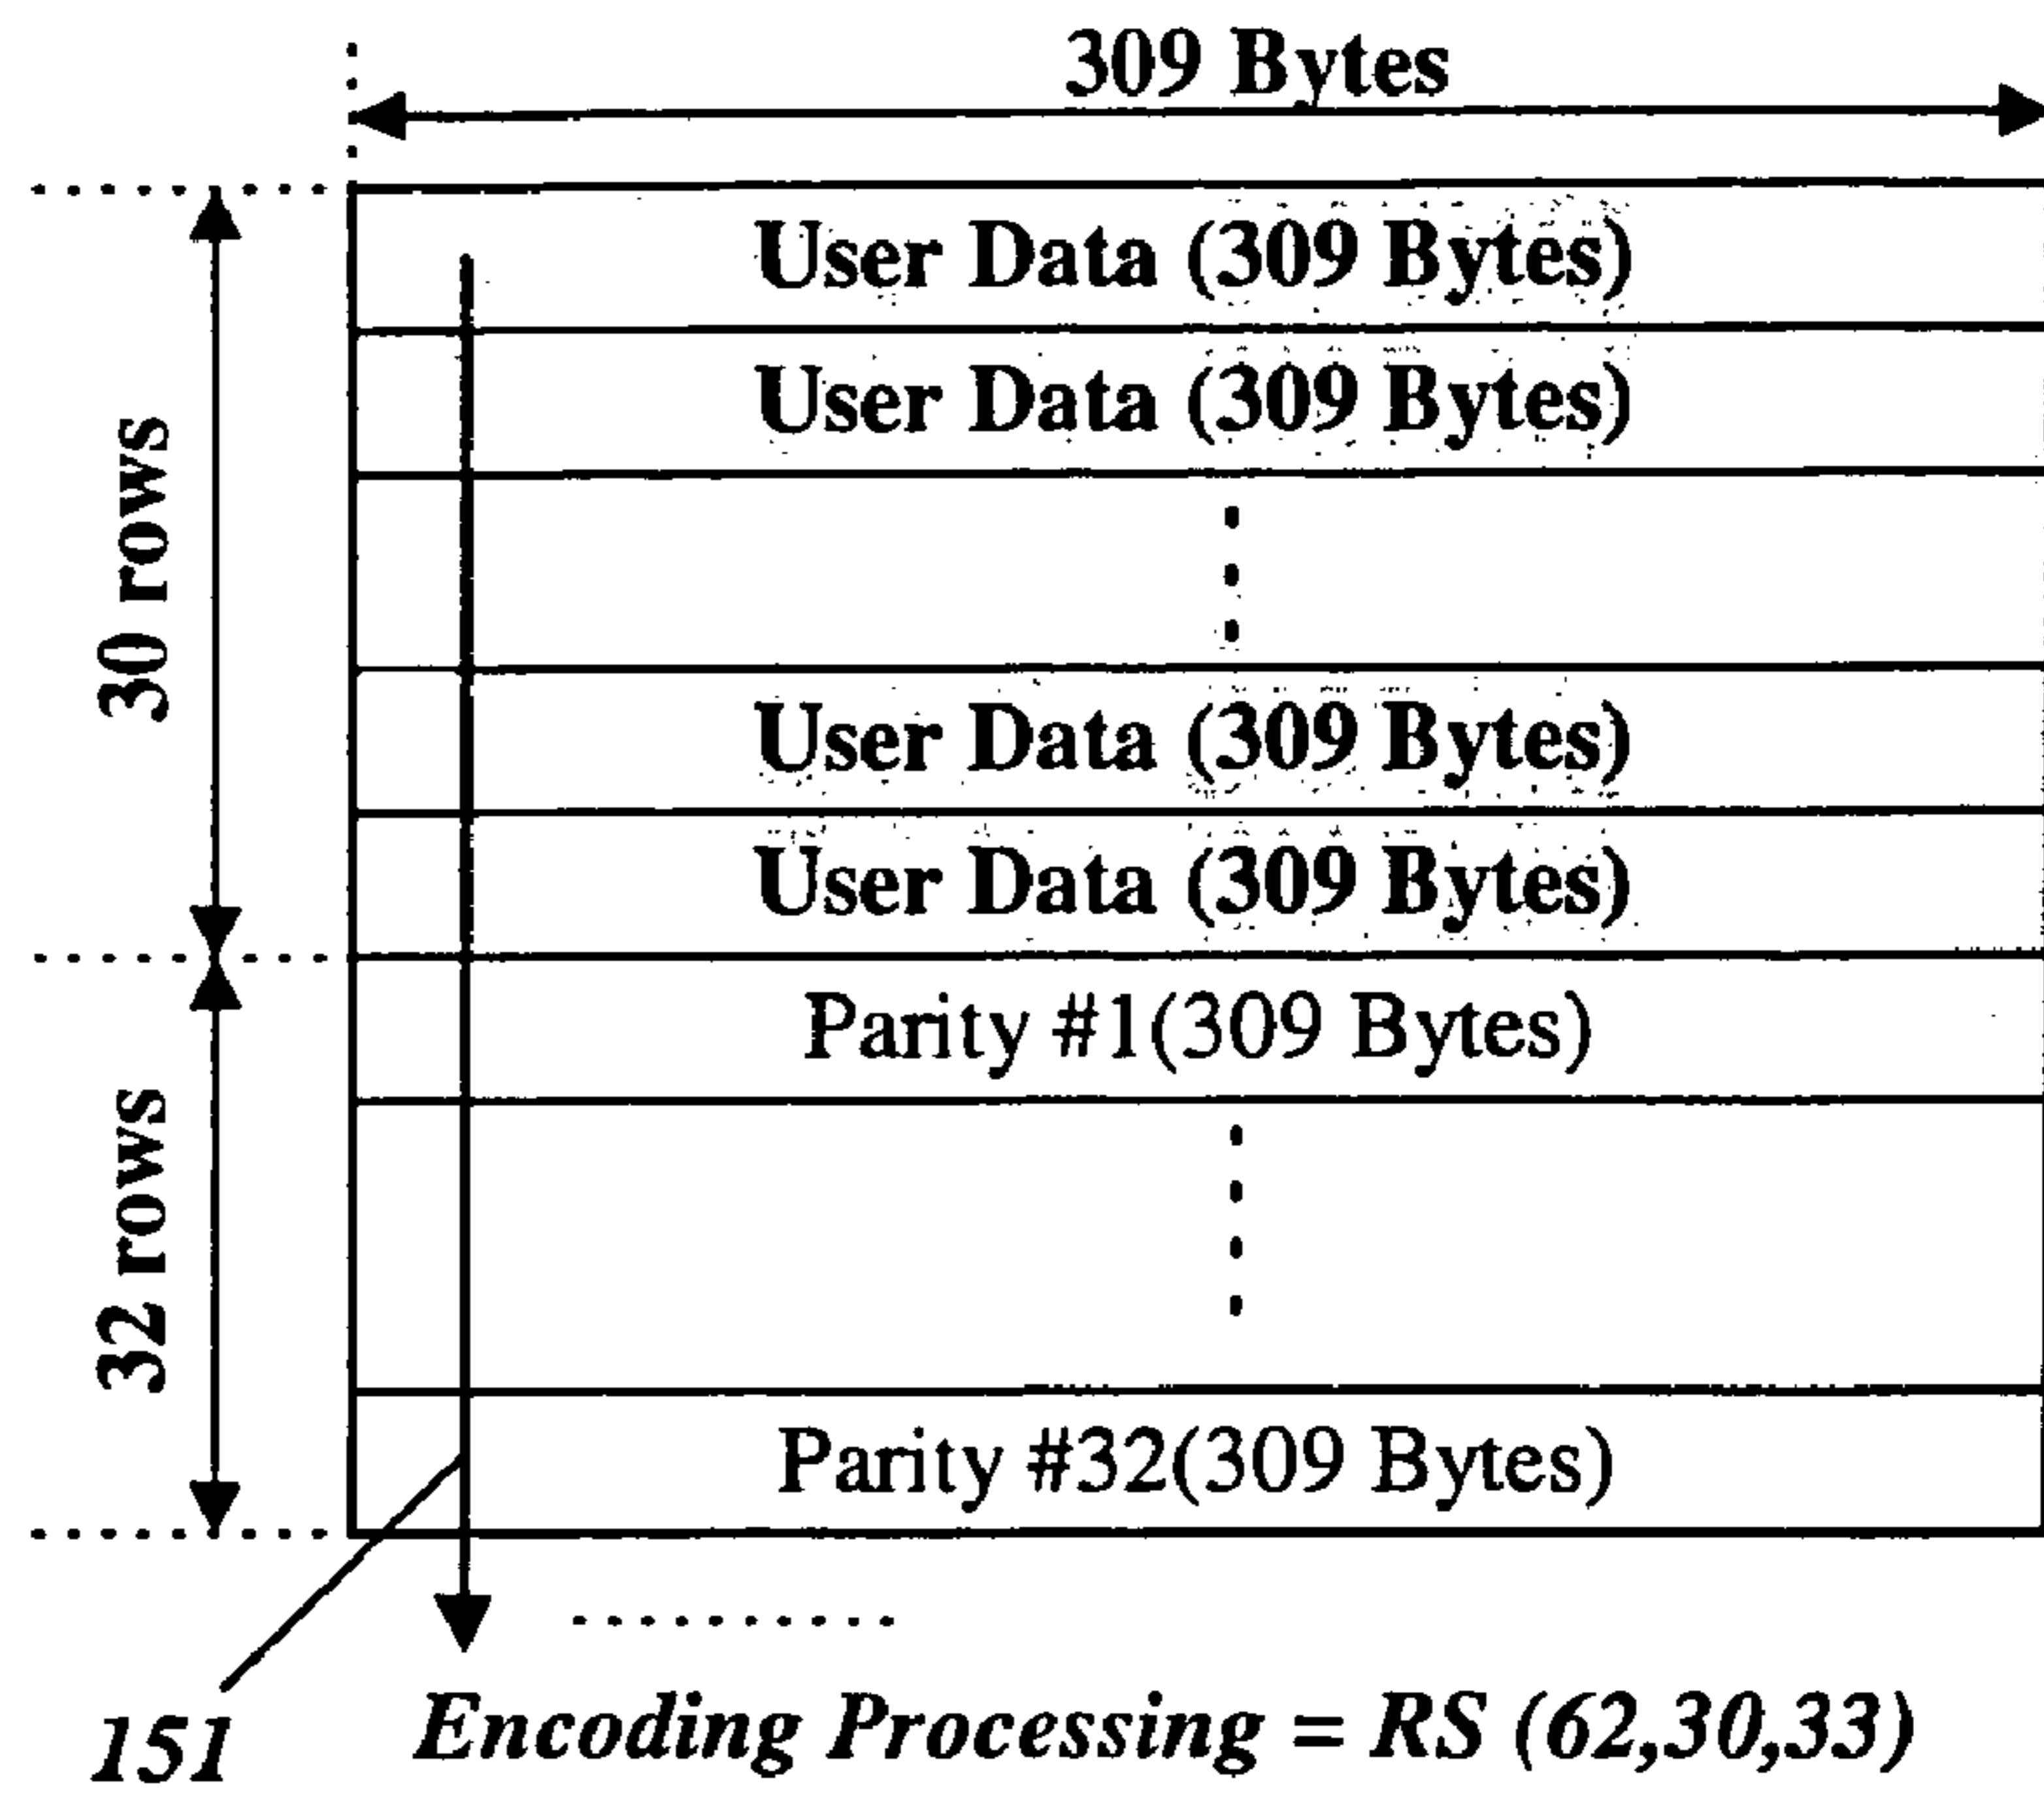 309 Bytes
User Data (309 Bytes)
User Data (309 Bytes)
30 rows
User Data (309 Bytes)
User Data (309 Bytes)
Parity #1(309 Bytes)
32 rows
Parity #32(309 Bytes)
151
Encoding Processing = RS (62,30,33)